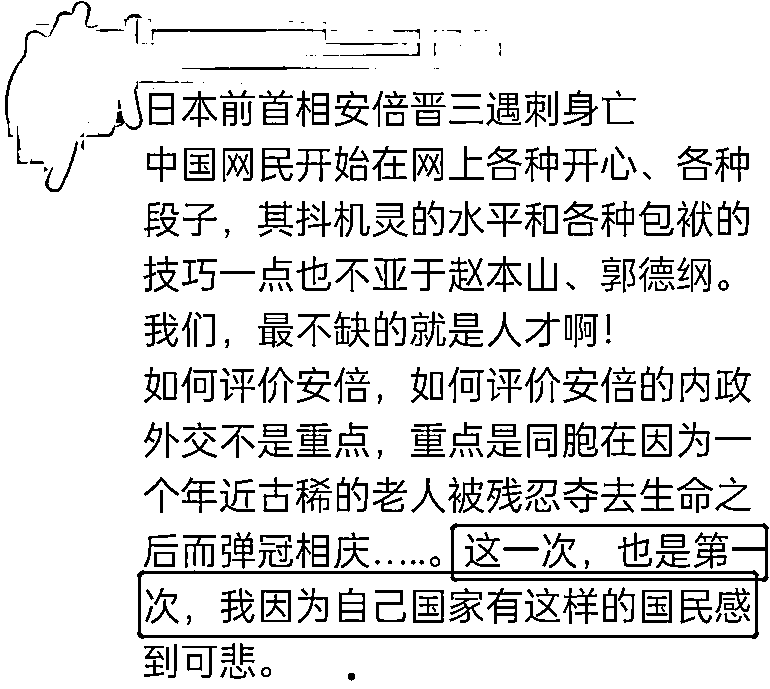 日本前首相安倍晋三遇刺身亡
中国网民开始在网上各种开心、各种
段子，其抖机灵的水平和各种包袱的
技巧一点也不亚于赵本山、郭德纲。
我们，最不缺的就是人才啊！
如何评价安倍，如何评价安倍的内政
外交不是重点，重点是同胞在因为一
个年近古稀的老人被残忍夺去生命之
后而弹冠相庆……。这一次，也是第一
次，我因为自己国家有这样的国民感
到可悲。